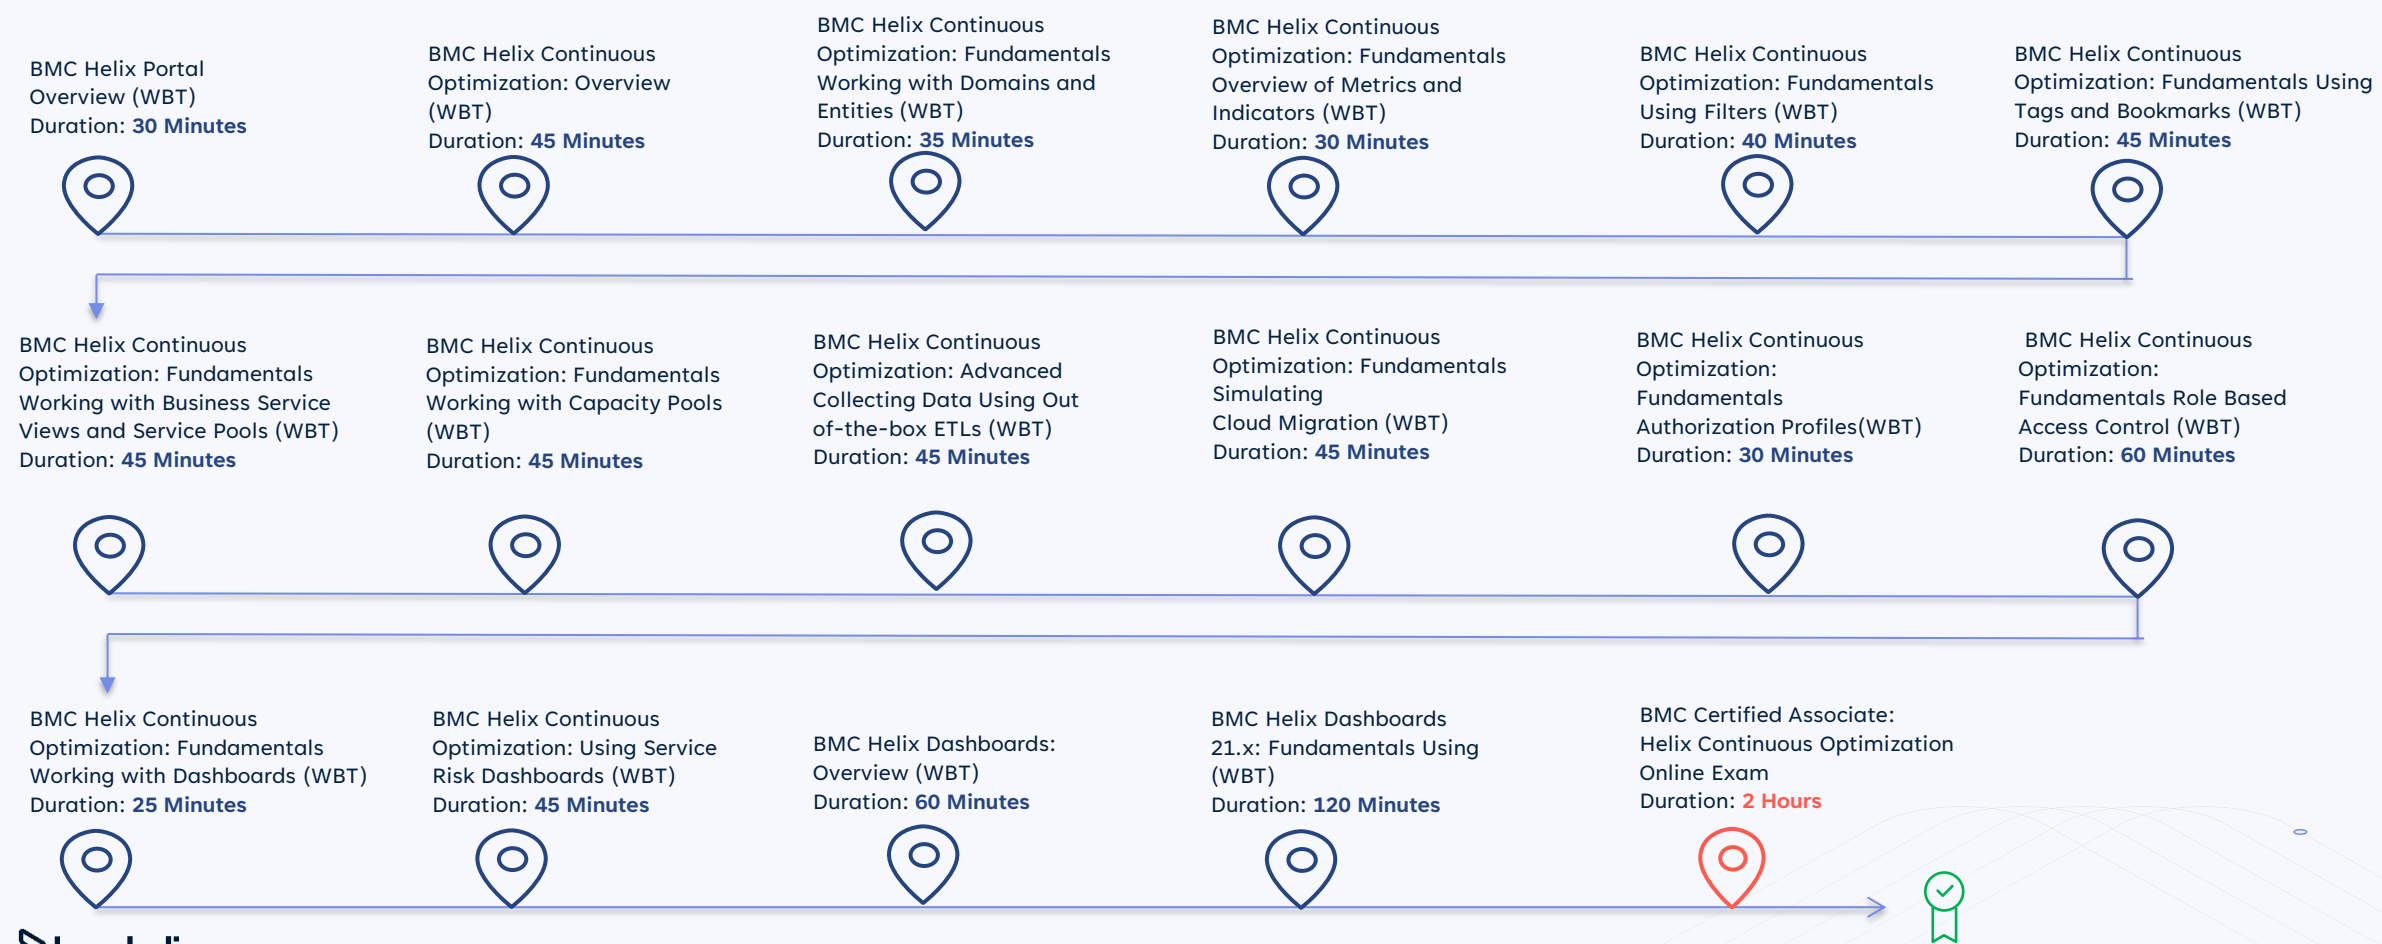 BMC Helix Portal
Overview (WBT)
Duration: 30 Minutes
BMC Helix Continuous
Optimization: Overview
(WBT)
Duration: 45 Minutes
BMC Helix Continuous
Optimization: Fundamentals
Working with Domains and
Entities (WBT)
Duration: 35 Minutes
BMC Helix Continuous
Optimization: Fundamentals
Overview of Metrics and
Indicators (WBT)
Duration: 30 Minutes
BMC Helix Continuous
Optimization: Fundamentals
Using Filters (WBT)
Duration: 40 Minutes
BMC Helix Continuous
Optimization: Fundamentals Using
Tags and Bookmarks (WBT)
Duration: 45 Minutes
BMC Helix Continuous
Optimization: Fundamentals
Working with Business Service
Views and Service Pools (WBT)
Duration: 45 Minutes
BMC Helix Continuous
Optimization: Fundamentals
Working with Capacity Pools
(WBT)
Duration: 45 Minutes
BMC Helix Continuous
Optimization: Advanced
Collecting Data Using Out
of-the-box ETLs (WBT)
Duration: 45 Minutes
BMC Helix Continuous
Optimization: Fundamentals
Simulating
Cloud Migration (WBT)
Duration: 45 Minutes
BMC Helix Continuous
Optimization:
Fundamentals
Authorization Profiles(WBT)
Duration: 30 Minutes
BMC Helix Continuous
Optimization:
Fundamentals Role Based
Access Control (WBT)
Duration: 60 Minutes
BMC Helix Continuous
Optimization: Fundamentals
Working with Dashboards (WBT)
Duration: 25 Minutes
BMC Helix Continuous
Optimization: Using Service
Risk Dashboards (WBT)
Duration: 45 Minutes
BMC Helix Dashboards:
Overview (WBT)
Duration: 60 Minutes
BMC Helix Dashboards
21.x: Fundamentals Using
(WBT)
Duration: 120 Minutes
BMC Certified Associate:
Helix Continuous Optimization
Online Exam
Duration: 2 Hours